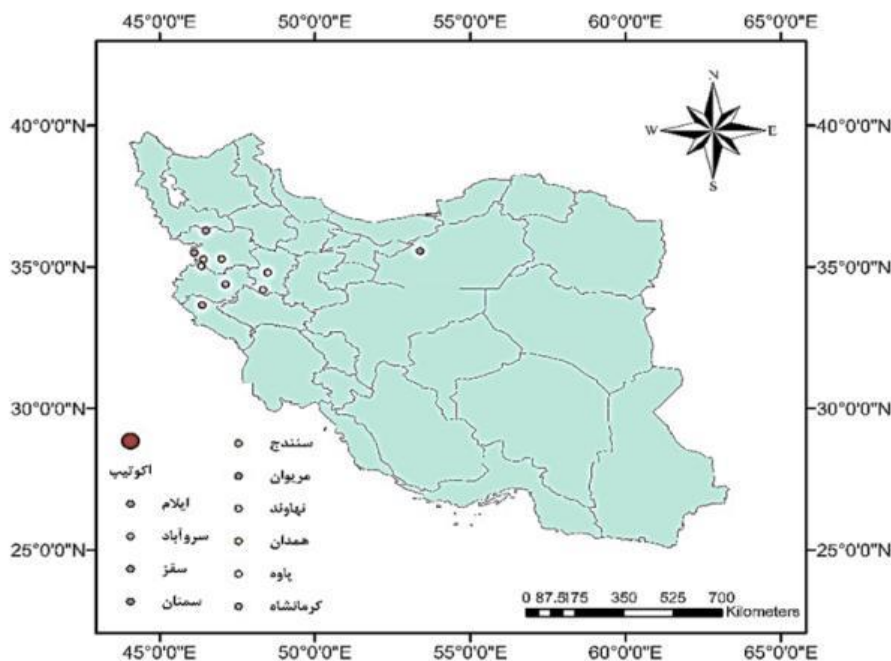 45°0'0"E 50°0'0"E 55°0'0"E 60°0'0"E 65°0'0"E
N
W E
S
40°0'0"N 40°0'0"N
35°0'0"N 35°0'0"N
30°0'0"N 30°0'0"N
25°0'0"N 25°0'0"N
اکوتیپ
ایلام
سروآباد
سقز
سمنان
سنندج
مریوان
نهاوند
همدان
پاوه
کرمانشاه
0 87.5175 350 525 700
Kilometers
45°0'0"E 50°0'0"E 55°0'0"E 60°0'0"E 65°0'0"E